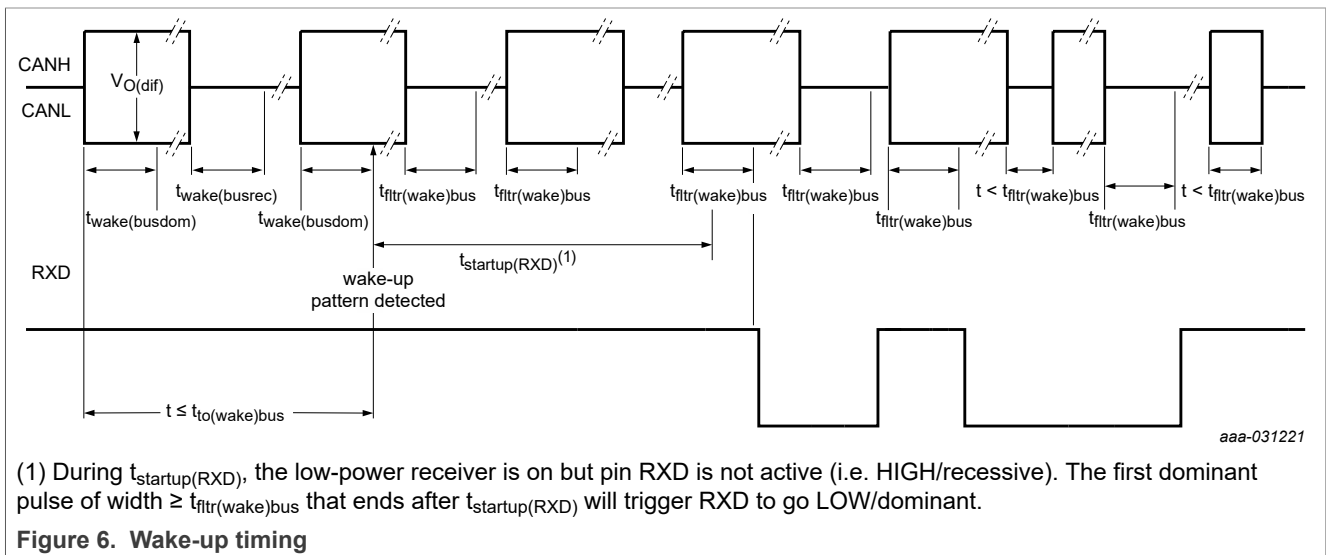 CANH
CANL
VO(dif)
twake(busdom)
twake(busrec)
twake(busdom)
tfltr(wake)bus
tfltr(wake)bus
tfltr(wake)bus
tfltr(wake)bus
tfltr(wake)bus
t < tfltr(wake)bus
tfltr(wake)bus
t < tfltr(wake)bus
tstartup(RXD)(1)
RXD
wake-up
pattern detected
t ≤ tto(wake)bus
aaa-031221
(1) During tstartup(RXD), the low-power receiver is on but pin RXD is not active (i.e. HIGH/recessive). The first dominant
pulse of width ≥ tfltr(wake)bus that ends after tstartup(RXD) will trigger RXD to go LOW/dominant.
Figure 6. Wake-up timing